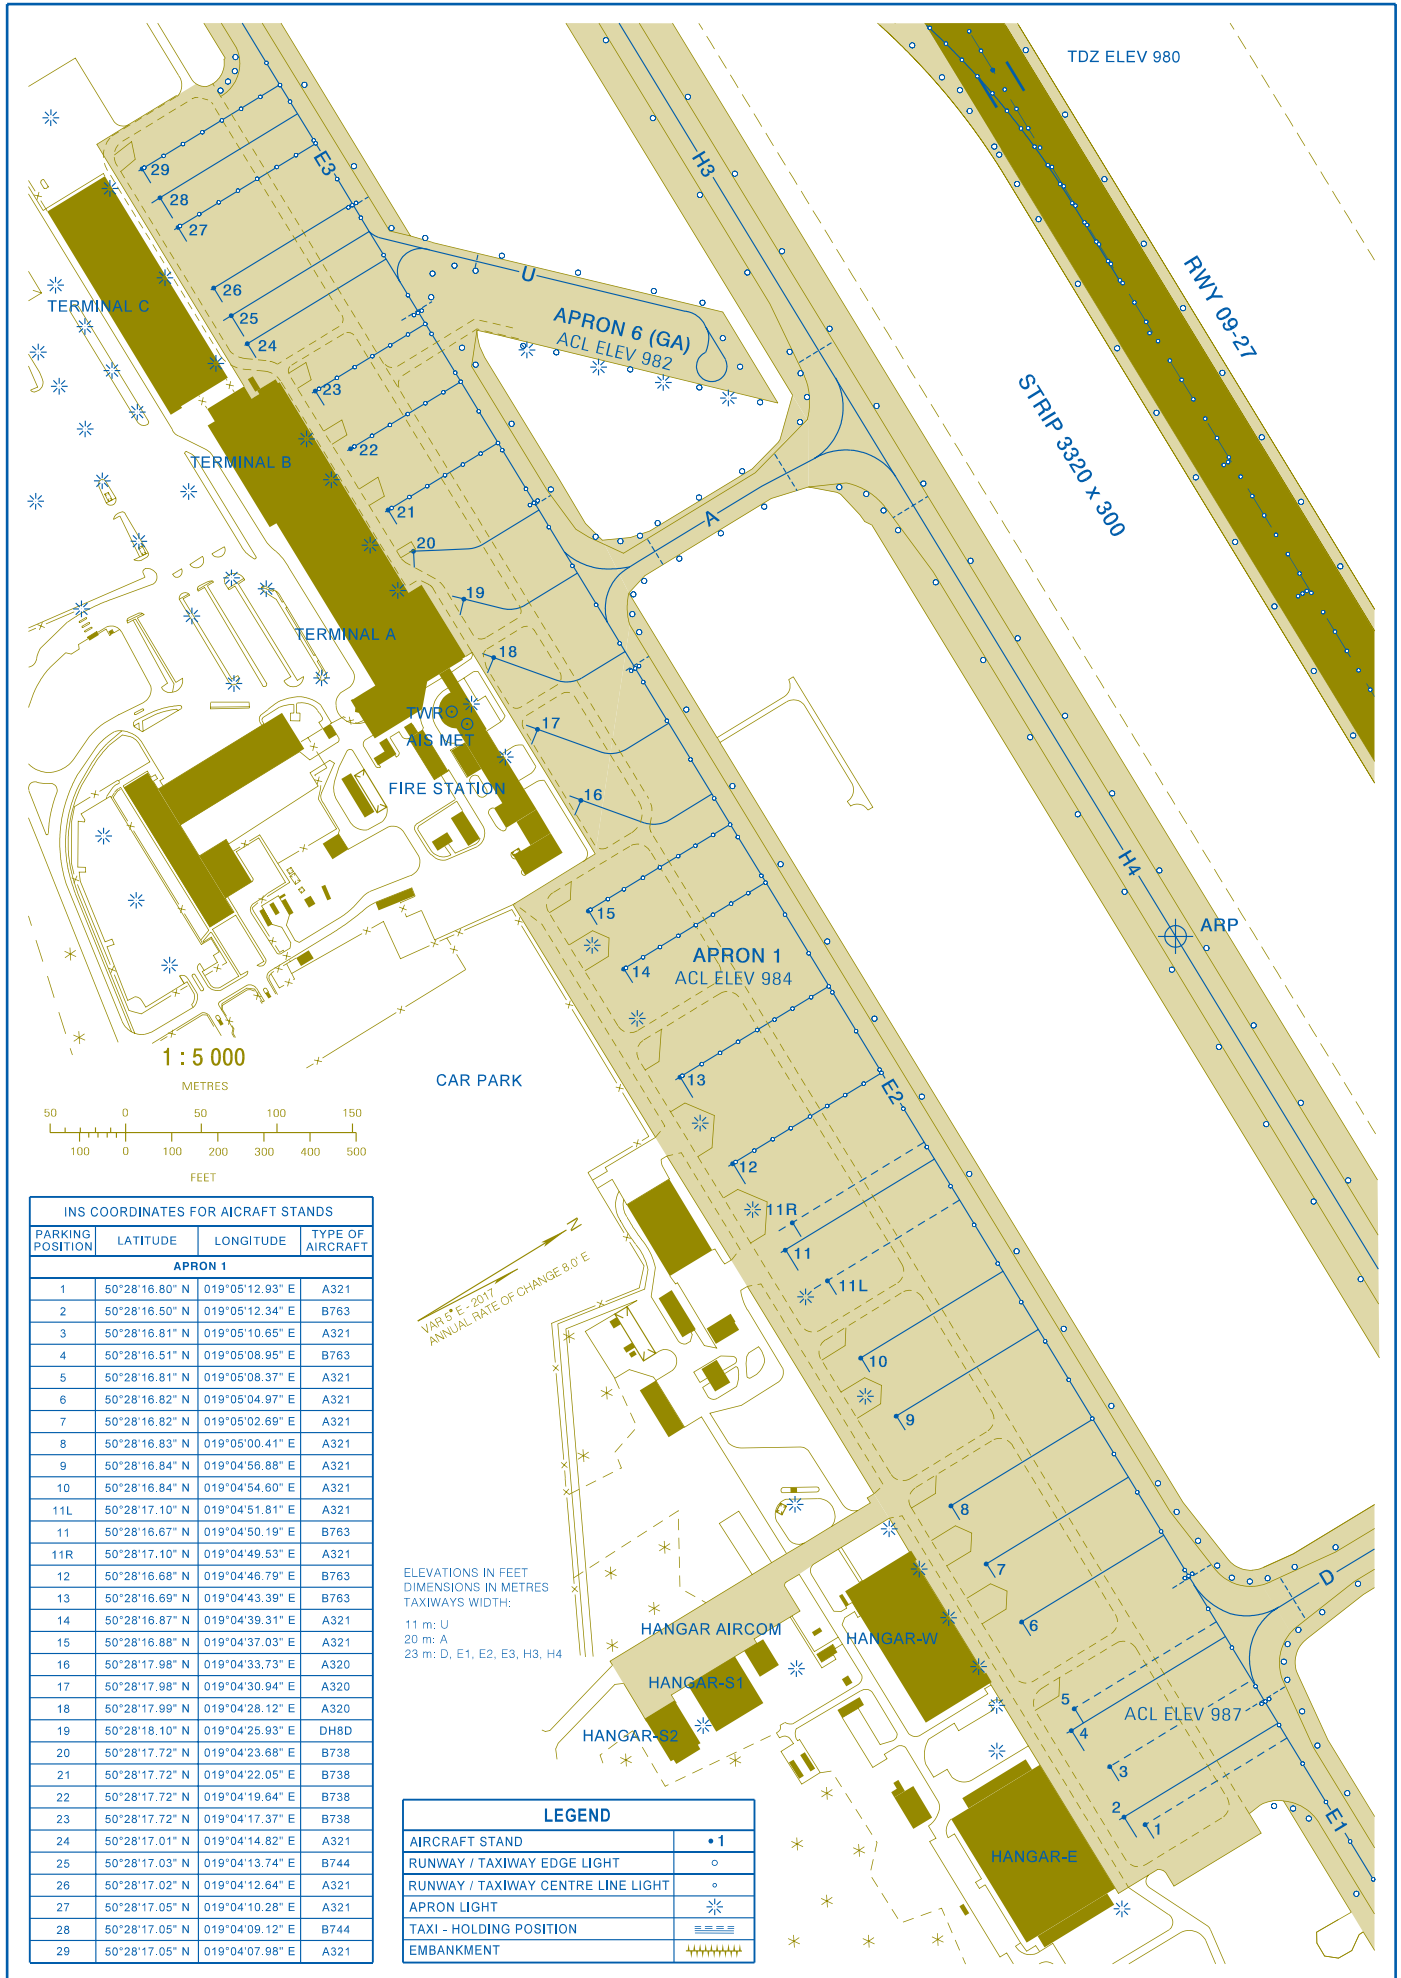 TDZ ELEV 980
E3
H3
29
28
27
26
25
24
23
22
21
20
19
18
17
16
15
14
13
12
11R
11
11L
10
9
8
7
6
5
4
3
2
1
TERMINAL C
TERMINAL B
TERMINAL A
U
APRON 6 (GA)
ACL ELEV 982
RWY 09-27
STRIP 3320 x 300
A
TWR
AIS MET
FIRE STATION
H4
ARP
APRON 1
ACL ELEV 984
E2
CAR PARK
1 : 5 000
METRES
50 0 50 100 150
100 0 100 200 300 400 500
FEET
N
VAR 5° E - 2017
ANNUAL RATE OF CHANGE 8.0' E
D
ACL ELEV 987
E1
HANGAR AIRCOM
HANGAR-W
HANGAR-S1
HANGAR-S2
HANGAR-E
ELEVATIONS IN FEET
DIMENSIONS IN METRES
TAXIWAYS WIDTH:
11 m: U
20 m: A
23 m: D, E1, E2, E3, H3, H4
INS COORDINATES FOR AICRAFT STANDS
PARKING POSITION LATITUDE LONGITUDE TYPE OF AIRCRAFT
APRON 1
1 50°28'16.80" N 019°05'12.93" E A321
2 50°28'16.50" N 019°05'12.34" E B763
3 50°28'16.81" N 019°05'10.65" E A321
4 50°28'16.51" N 019°05'08.95" E B763
5 50°28'16.81" N 019°05'08.37" E A321
6 50°28'16.82" N 019°05'04.97" E A321
7 50°28'16.82" N 019°05'02.69" E A321
8 50°28'16.83" N 019°05'00.41" E A321
9 50°28'16.84" N 019°04'56.88" E A321
10 50°28'16.84" N 019°04'54.60" E A321
11L 50°28'17.10" N 019°04'51.81" E A321
11 50°28'16.67" N 019°04'50.19" E B763
11R 50°28'17.10" N 019°04'49.53" E A321
12 50°28'16.68" N 019°04'46.79" E B763
13 50°28'16.69" N 019°04'43.39" E B763
14 50°28'16.87" N 019°04'39.31" E A321
15 50°28'16.88" N 019°04'37.03" E A321
16 50°28'17.98" N 019°04'33.73" E A320
17 50°28'17.98" N 019°04'30.94" E A320
18 50°28'17.99" N 019°04'28.12" E A320
19 50°28'18.10" N 019°04'25.93" E DH8D
20 50°28'17.72" N 019°04'23.68" E B738
21 50°28'17.72" N 019°04'22.05" E B738
22 50°28'17.72" N 019°04'19.64" E B738
23 50°28'17.72" N 019°04'17.37" E B738
24 50°28'17.01" N 019°04'14.82" E A321
25 50°28'17.03" N 019°04'13.74" E B744
26 50°28'17.02" N 019°04'12.64" E A321
27 50°28'17.05" N 019°04'10.28" E A321
28 50°28'17.05" N 019°04'09.12" E B744
29 50°28'17.05" N 019°04'07.98" E A321
LEGEND
AIRCRAFT STAND 1
RUNWAY / TAXIWAY EDGE LIGHT
RUNWAY / TAXIWAY CENTRE LINE LIGHT
APRON LIGHT
TAXI - HOLDING POSITION
EMBANKMENT